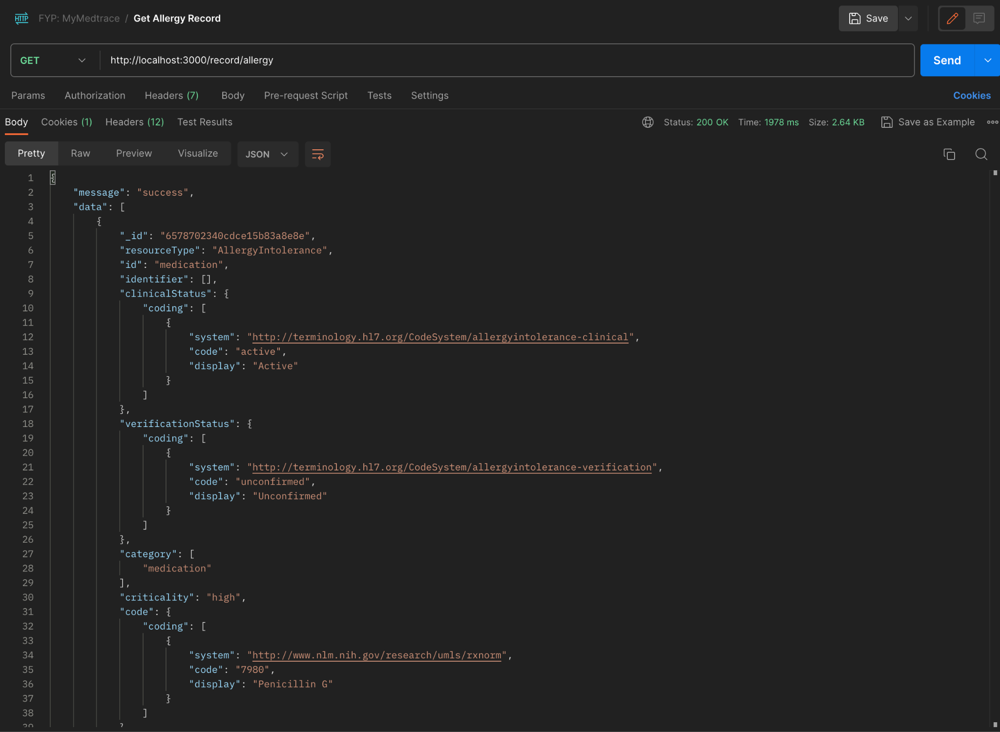 HTTP FYP: MyMedtrace / Get Allergy Record Save
GET http://localhost:3000/record/allergy Send
Params Authorization Headers (7) Body Pre-request Script Tests Settings Cookies
Body Cookies (1) Headers (12) Test Results Status: 200 OK Time: 1978 ms Size: 2.64 KB Save as Example
Pretty Raw Preview Visualize JSON
1 {
2 "message": "success",
3 "data": [
4 {
5 "_id": "6578702340cdce15b83a8e8e",
6 "resourceType": "AllergyIntolerance",
7 "id": "medication",
8 "identifier": [],
9 "clinicalStatus": {
10 "coding": [
11 {
12 "system": "http://terminology.hl7.org/CodeSystem/allergyintolerance-clinical",
13 "code": "active",
14 "display": "Active"
15 }
16 ]
17 },
18 "verificationStatus": {
19 "coding": [
20 {
21 "system": "http://terminology.hl7.org/CodeSystem/allergyintolerance-verification",
22 "code": "unconfirmed",
23 "display": "Unconfirmed"
24 }
25 ]
26 },
27 "category": [
28 "medication"
29 ],
30 "criticality": "high",
31 "code": {
32 "coding": [
33 {
34 "system": "http://www.nlm.nih.gov/research/umls/rxnorm",
35 "code": "7980",
36 "display": "Penicillin G"
37 }
38 ]